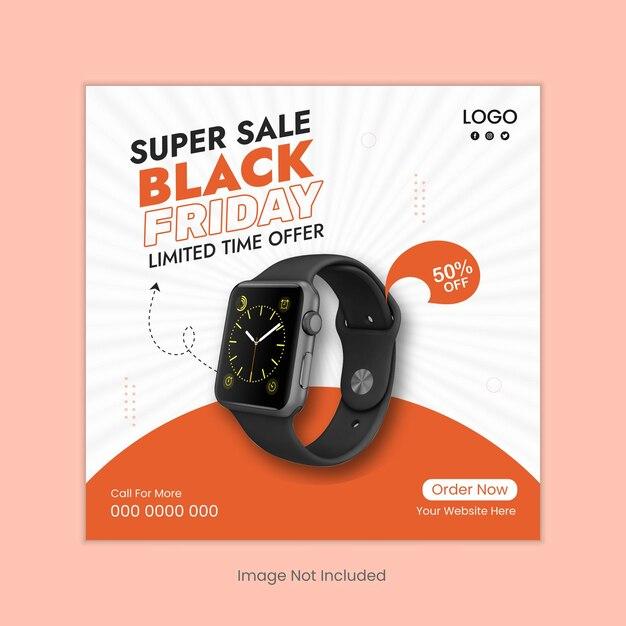 SUPER SALE
BLACK
FRIDAY
LIMITED TIME OFFER
LOGO
50%
OFF
Call For More
000 0000 000
Order Now
Your Website Here
Image Not Included